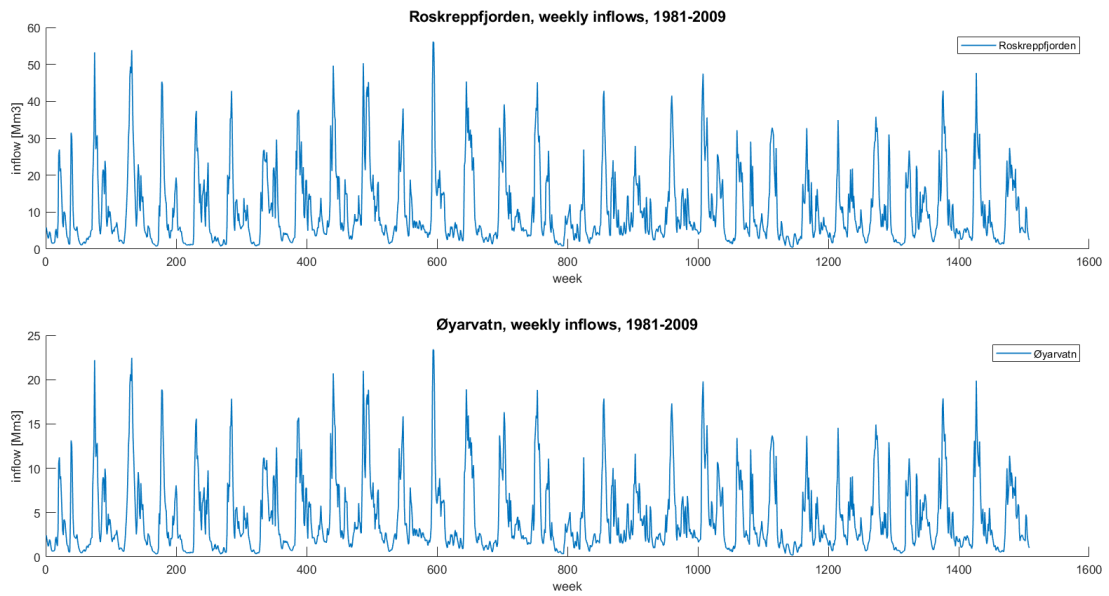 Roskreppfjorden, weekly inflows, 1981-2009
Roskreppfjorden
inflow [Mm3]
60
50
40
30
20
10
0
0 200 400 600 800 1000 1200 1400 1600
week
Øyarvatn, weekly inflows, 1981-2009
Øyarvatn
inflow [Mm3]
25
20
15
10
5
0
0 200 400 600 800 1000 1200 1400 1600
week